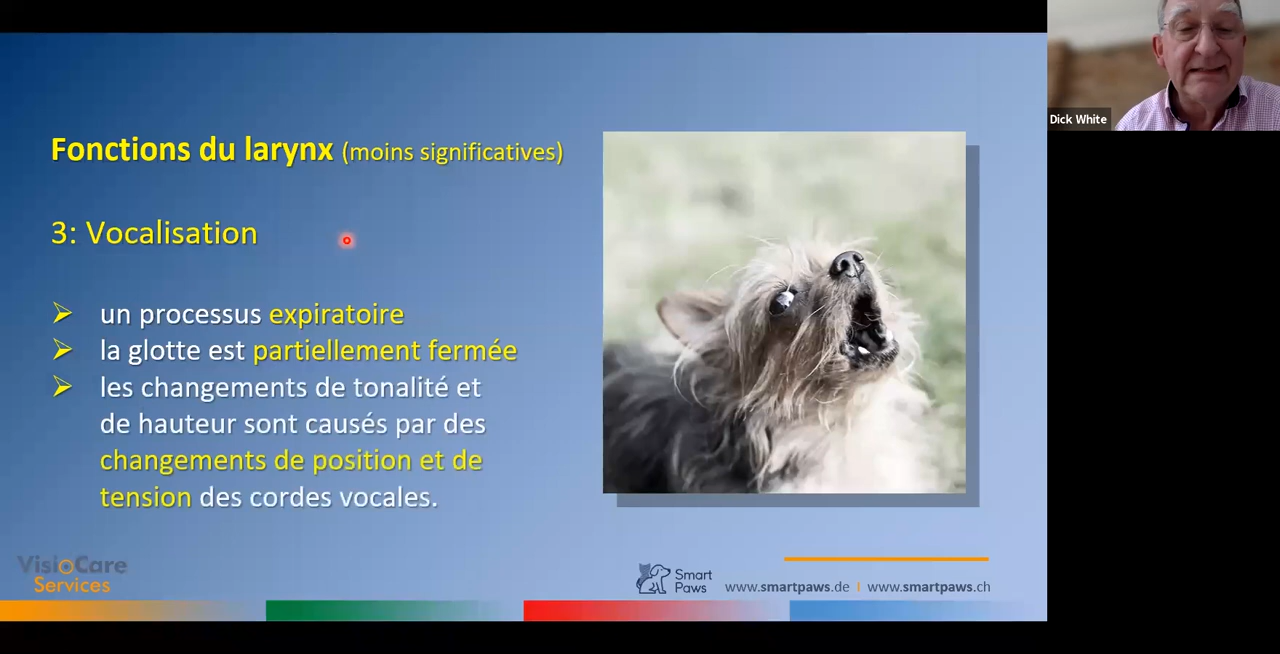 Dick White
Fonctions du larynx (moins significatives)
3: Vocalisation
un processus expiratoire
la glotte est partiellement fermée
les changements de tonalité et
de hauteur sont causés par des
changements de position et de
tension des cordes vocales.
VisioCare
Services
Smart
Paws
www.smartpaws.de | www.smartpaws.ch